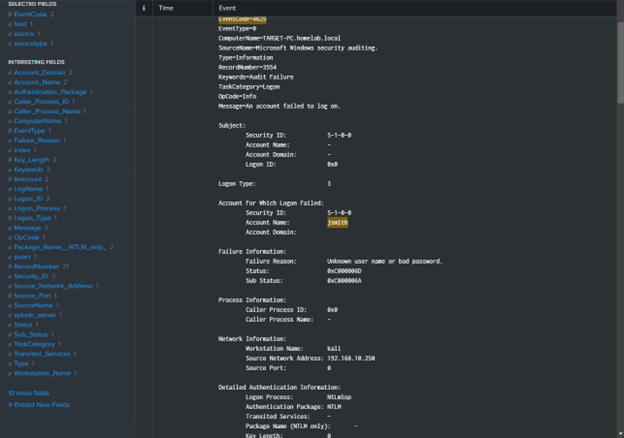 SELECTED FIELDS
# EventCode 2
a host 1
a source 1
a sourcetype 1
INTERESTING FIELDS
a Account_Domain 2
a Account_Name 2
a Authentication_Package 1
a Caller_Process_ID 1
a Caller_Process_Name 1
a ComputerName 1
# EventType 1
a Failure_Reason 1
a index 1
# Key_Length 2
a Keywords 2
# linecount 2
a LogName 1
a Logon_ID 2
a Logon_Process 1
# Logon_Type 1
a Message 2
a OpCode 1
a Package_Name__NTLM_only_ 2
a punct 1
# RecordNumber 21
a Security_ID 2
a Source_Network_Address 1
# Source_Port 1
a SourceName 1
a splunk_server 1
a Status 1
a Sub_Status 1
a TaskCategory 1
a Transited_Services 1
a Type 1
a Workstation_Name 1
10 more fields
+ Extract New Fields
i Time Event
EventCode=4625
EventType=0
ComputerName=TARGET-PC.homelab.local
SourceName=Microsoft Windows security auditing.
Type=Information
RecordNumber=3554
Keywords=Audit Failure
TaskCategory=Logon
OpCode=Info
Message=An account failed to log on.
Subject:
Security ID: S-1-0-0
Account Name: -
Account Domain: -
Logon ID: 0x0
Logon Type: 3
Account for Which Logon Failed:
Security ID: S-1-0-0
Account Name: jsmith
Account Domain:
Failure Information:
Failure Reason: Unknown user name or bad password.
Status: 0xC000006D
Sub Status: 0xC000006A
Process Information:
Caller Process ID: 0x0
Caller Process Name: -
Network Information:
Workstation Name: kali
Source Network Address: 192.168.10.250
Source Port: 0
Detailed Authentication Information:
Logon Process: NtLmSsp
Authentication Package: NTLM
Transited Services: -
Package Name (NTLM only): -
Key Length: 0